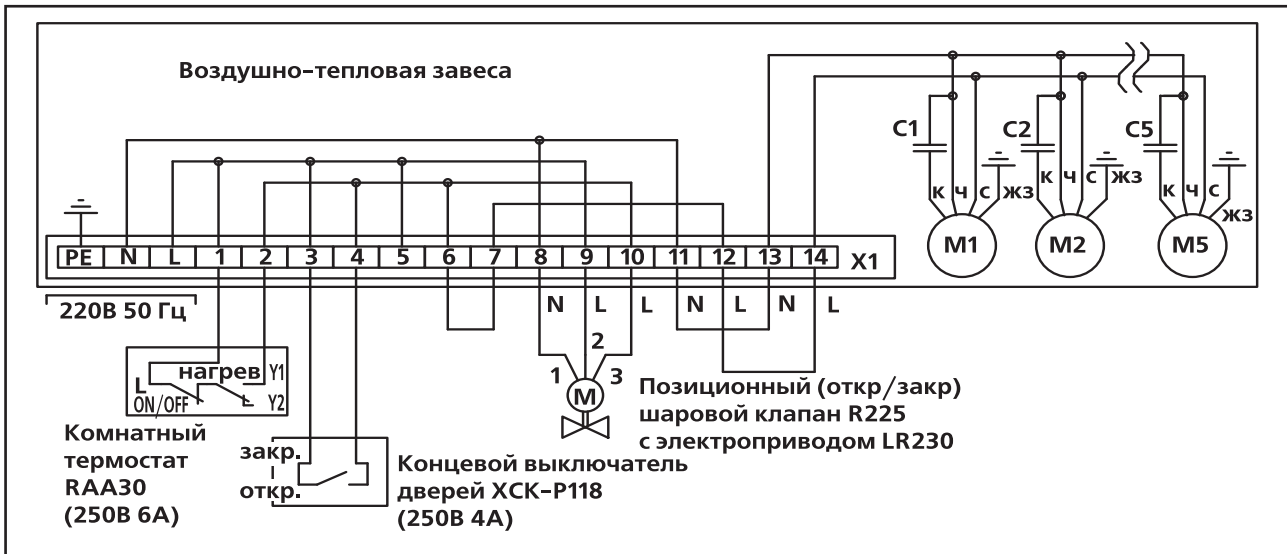 Воздушно-тепловая завеса
C1 C2 C5
К Ч С ЖЗ К Ч С ЖЗ К Ч С ЖЗ
M1 M2 M5
PE N L 1 2 3 4 5 6 7 8 9 10 11 12 13 14 X1
220В 50 Гц
N L L N L N L
1 2 3
M
нагрев Y1
L
ON/OFF Y2
Комнатный
термостат
RAA30
(250В 6А)
закр.
откр.
Концевой выключатель
дверей XCK-P118
(250В 4А)
Позиционный (откр/закр)
шаровой клапан R225
с электроприводом LR230